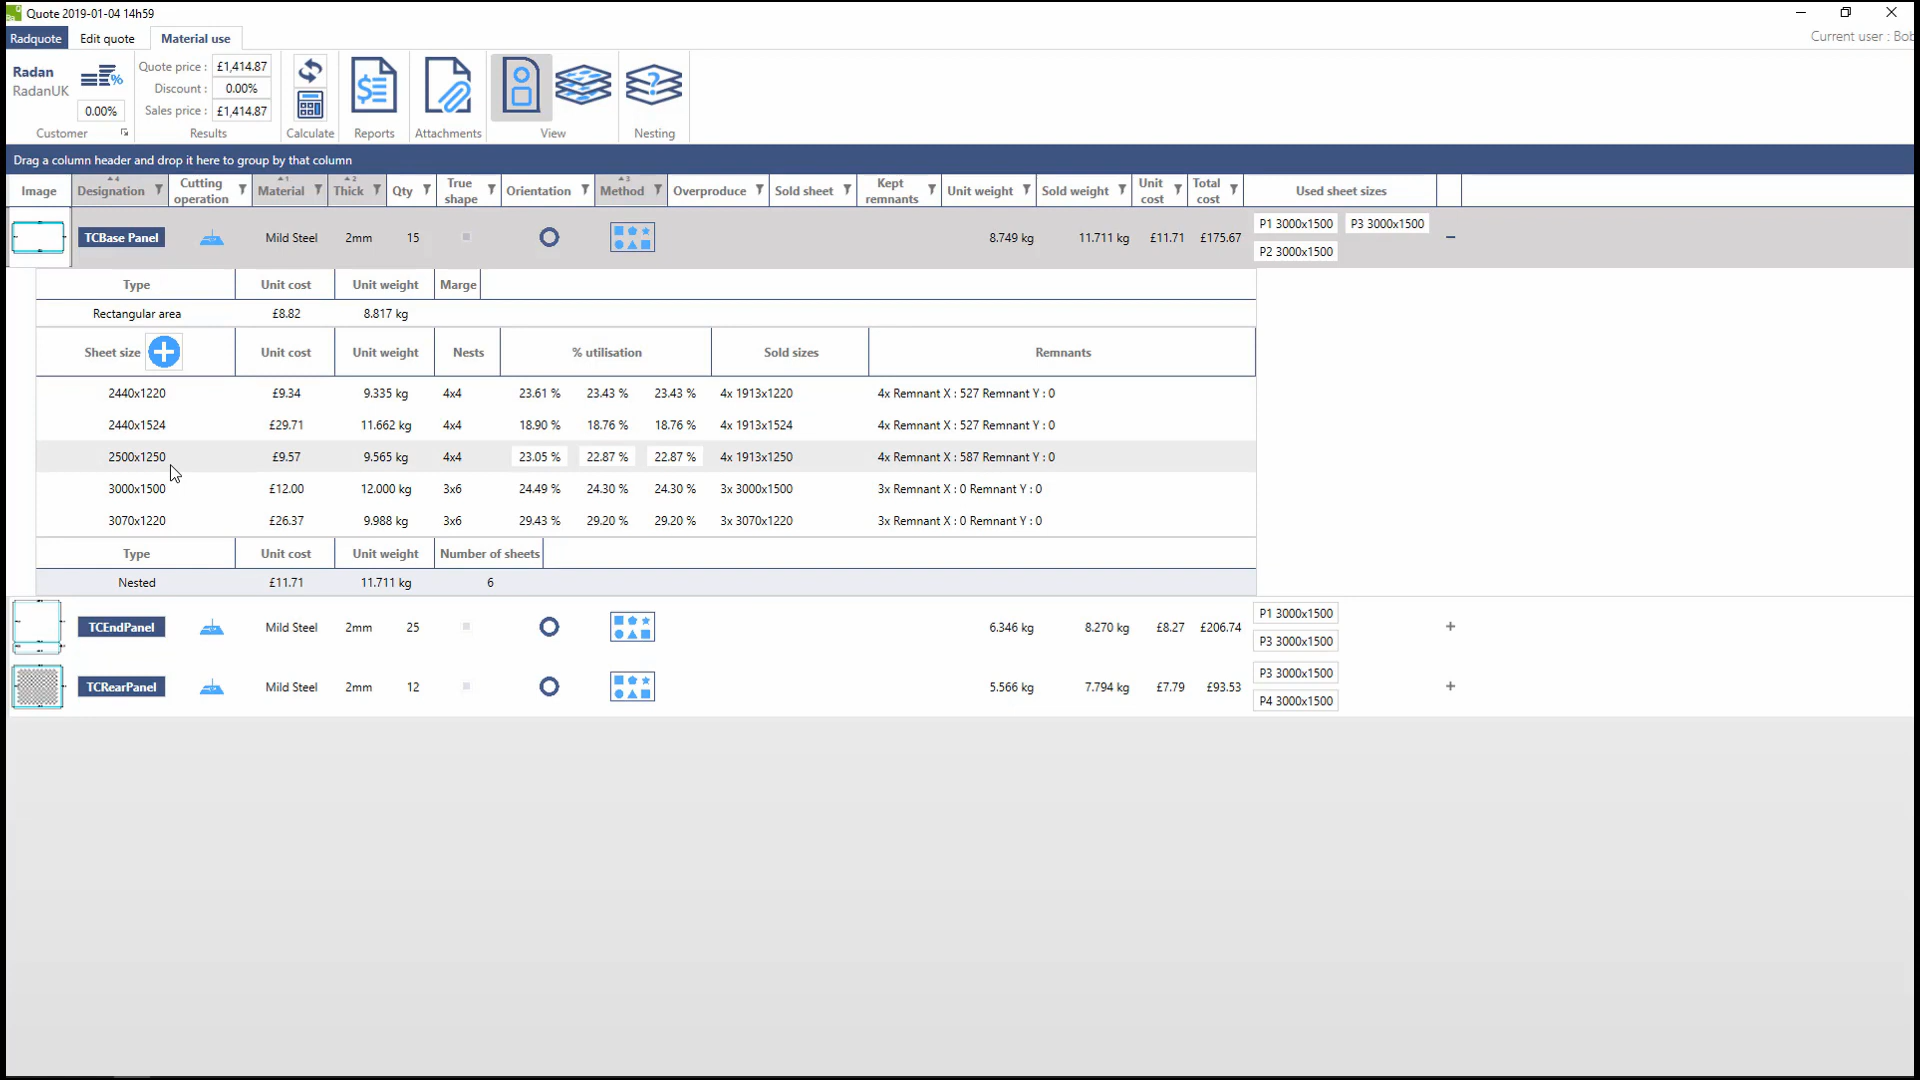 Quote 2019-01-04 14h59
Radquote Edit quote Material use
Current user : Bob
Radan
RadanUK
0.00%
Customer
Quote price : £1,414.87
Discount : 0.00%
Sales price : £1,414.87
Results
Calculate
Reports
Attachments
View
Nesting
Drag a column header and drop it here to group by that column
Image Designation Cutting operation Material Thick Qty True shape Orientation Method Overproduce Sold sheet Kept remnants Unit weight Sold weight Unit cost Total cost Used sheet sizes
TCBase Panel Mild Steel 2mm 15 8.749 kg 11.711 kg £11.71 £175.67 P1 3000x1500 P3 3000x1500
P2 3000x1500
Type Unit cost Unit weight Marge
Rectangular area £8.82 8.817 kg
Sheet size Unit cost Unit weight Nests % utilisation Sold sizes Remnants
2440x1220 £9.34 9.335 kg 4x4 23.61 % 23.43 % 23.43 % 4x 1913x1220 4x Remnant X : 527 Remnant Y : 0
2440x1524 £29.71 11.662 kg 4x4 18.90 % 18.76 % 18.76 % 4x 1913x1524 4x Remnant X : 527 Remnant Y : 0
2500x1250 £9.57 9.565 kg 4x4 23.05 % 22.87 % 22.87 % 4x 1913x1250 4x Remnant X : 587 Remnant Y : 0
3000x1500 £12.00 12.000 kg 3x6 24.49 % 24.30 % 24.30 % 3x 3000x1500 3x Remnant X : 0 Remnant Y : 0
3070x1220 £26.37 9.988 kg 3x6 29.43 % 29.20 % 29.20 % 3x 3070x1220 3x Remnant X : 0 Remnant Y : 0
Type Unit cost Unit weight Number of sheets
Nested £11.71 11.711 kg 6
TCEndPanel Mild Steel 2mm 25 6.346 kg 8.270 kg £8.27 £206.74 P1 3000x1500
P3 3000x1500
TCRearPanel Mild Steel 2mm 12 5.566 kg 7.794 kg £7.79 £93.53 P3 3000x1500
P4 3000x1500